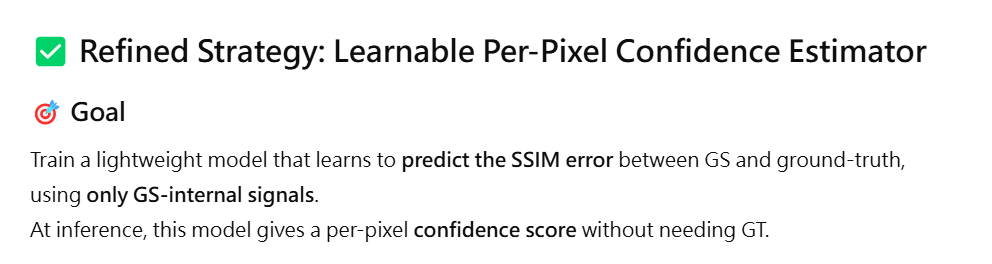 ✅ Refined Strategy: Learnable Per-Pixel Confidence Estimator
🎯 Goal
Train a lightweight model that learns to predict the SSIM error between GS and ground-truth,
using only GS-internal signals.
At inference, this model gives a per-pixel confidence score without needing GT.